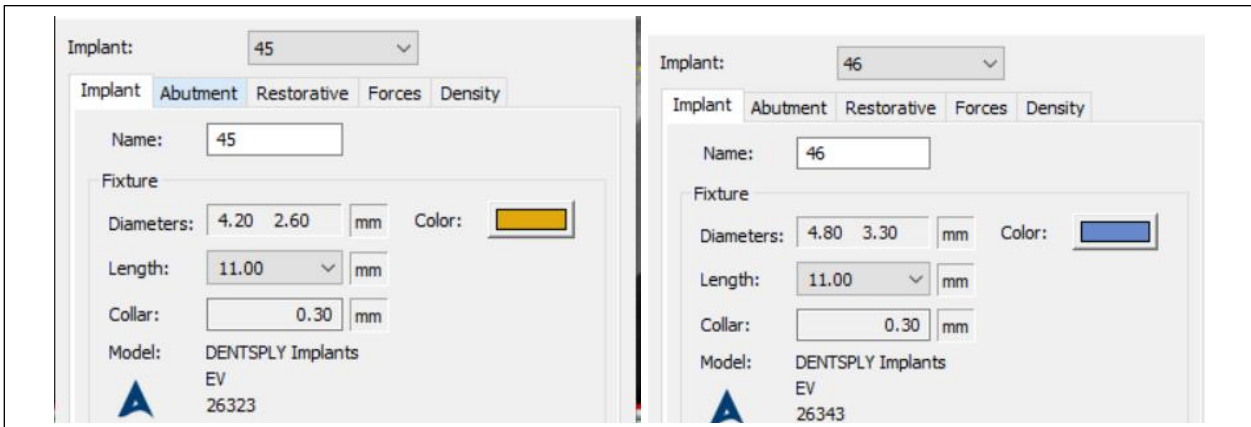 Implant: 45
Implant Abutment Restorative Forces Density
Name: 45
Fixture
Diameters: 4.20 2.60 mm Color:
Length: 11.00 mm
Collar: 0.30 mm
Model: DENTSPLY Implants
EV
26323
Implant: 46
Implant Abutment Restorative Forces Density
Name: 46
Fixture
Diameters: 4.80 3.30 mm Color:
Length: 11.00 mm
Collar: 0.30 mm
Model: DENTSPLY Implants
EV
26343